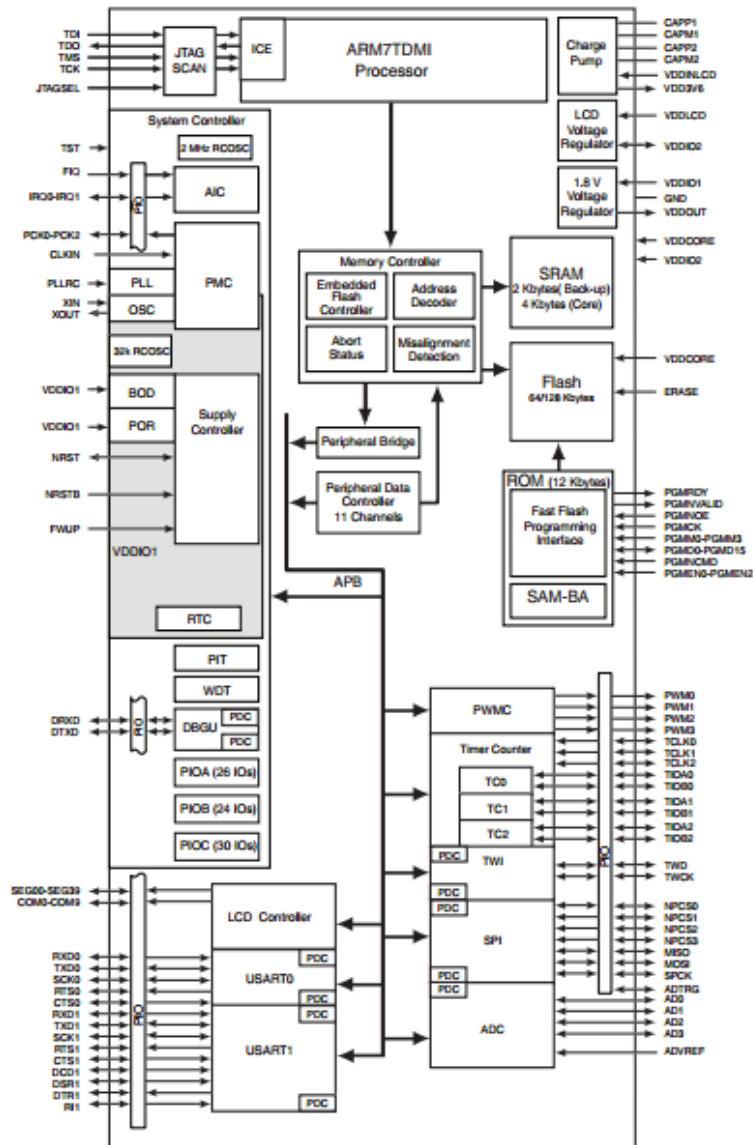 TDI
TDO
TMS
TCK
JTAGSEL
JTAG
SCAN
ICE
ARM7TDMI
Processor
Charge
Pump
CAPP1
CAPM1
CAPP2
CAPM2
VDDINLCD
VDD3V6
LCD
Voltage
Regulator
VDDLCD
VDDIO2
1.8 V
Voltage
Regulator
VDDIO1
GND
VDDOUT
VDDCORE
VDDIO2
System Controller
TST
2 MHz RCOSC
FIQ
IRQ0-IRQ1
PIO
AIC
PCK0-PCK2
CLKIN
PMC
PLLRC
PLL
XIN
XOUT
OSC
32k RCOSC
VDDIO1
BOD
VDDIO1
POR
Supply
Controller
NRST
NRSTB
FWUP
VDDIO1
RTC
PIT
WDT
DRXD
DTXD
PIO
DBGU
PDC
PDC
PIOA (26 IOs)
PIOB (24 IOs)
PIOC (30 IOs)
Memory Controller
Embedded
Flash
Controller
Address
Decoder
Abort
Status
Misalignment
Detection
SRAM
2 Kbytes( Back-up)
4 Kbytes (Core)
Flash
64/128 Kbytes
VDDCORE
ERASE
Peripheral Bridge
Peripheral Data
Controller
11 Channels
ROM (12 Kbytes)
Fast Flash
Programming
Interface
SAM-BA
PGMRDY
PGMNVALID
PGMNOE
PGMCK
PGMM0-PGMM3
PGMD0-PGMD15
PGMNCMD
PGMEN0-PGMEN2
APB
PWMC
PWM0
PWM1
PWM2
PWM3
Timer Counter
TCLK0
TCLK1
TCLK2
TC0
TIOA0
TIOB0
TC1
TIOA1
TIOB1
TC2
TIOA2
TIOB2
PIO
PDC
TWI
TWD
TWCK
PDC
PDC
SPI
NPCS0
NPCS1
NPCS2
NPCS3
MISO
MOSI
SPCK
PDC
PDC
ADC
ADTRG
AD0
AD1
AD2
AD3
ADVREF
SEG00-SEG39
COM0-COM9
LCD Controller
PIO
RXD0
TXD0
SCK0
RTS0
CTS0
PDC
USART0
PDC
RXD1
TXD1
SCK1
RTS1
CTS1
DCD1
DSR1
DTR1
RI1
PDC
USART1
PDC